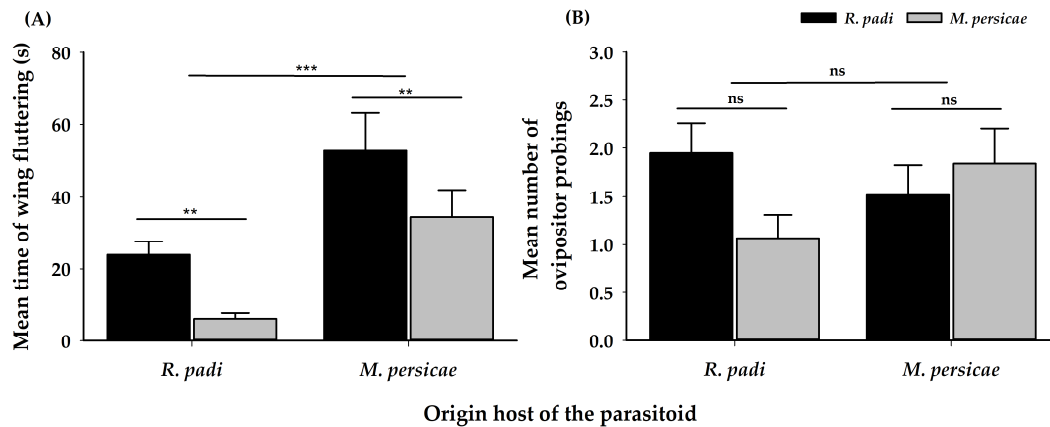 (A)
Mean time of wing fluttering (s)
80
60
40
20
0
***
**
**
R. padi
M. persicae
(B)
R. padi
M. persicae
Mean number of
ovipositor probings
3.0
2.5
2.0
1.5
1.0
0.5
0.0
ns
ns
ns
R. padi
M. persicae
Origin host of the parasitoid